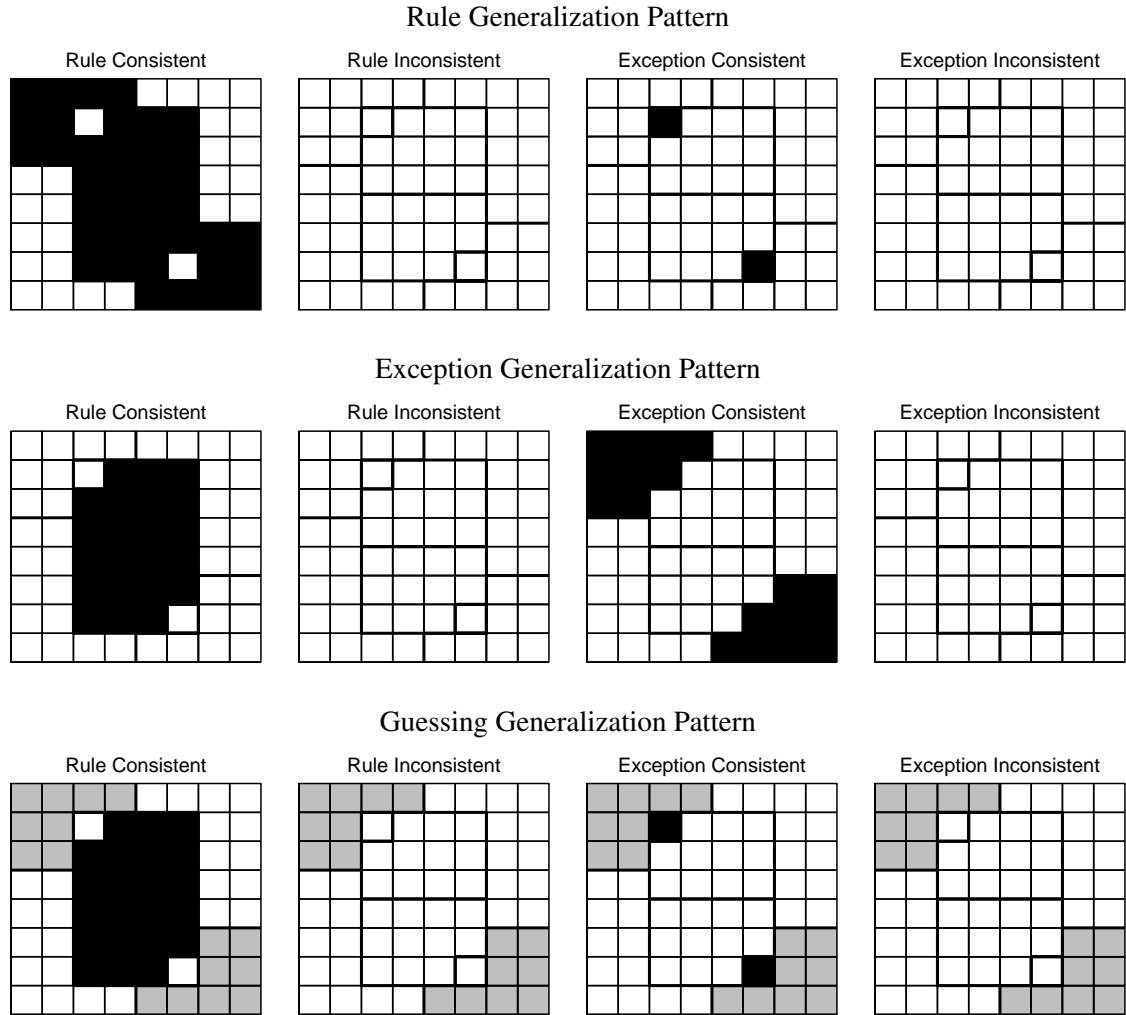 Rule Generalization Pattern
Rule Consistent Rule Inconsistent Exception Consistent Exception Inconsistent
Exception Generalization Pattern
Rule Consistent Rule Inconsistent Exception Consistent Exception Inconsistent
Guessing Generalization Pattern
Rule Consistent Rule Inconsistent Exception Consistent Exception Inconsistent